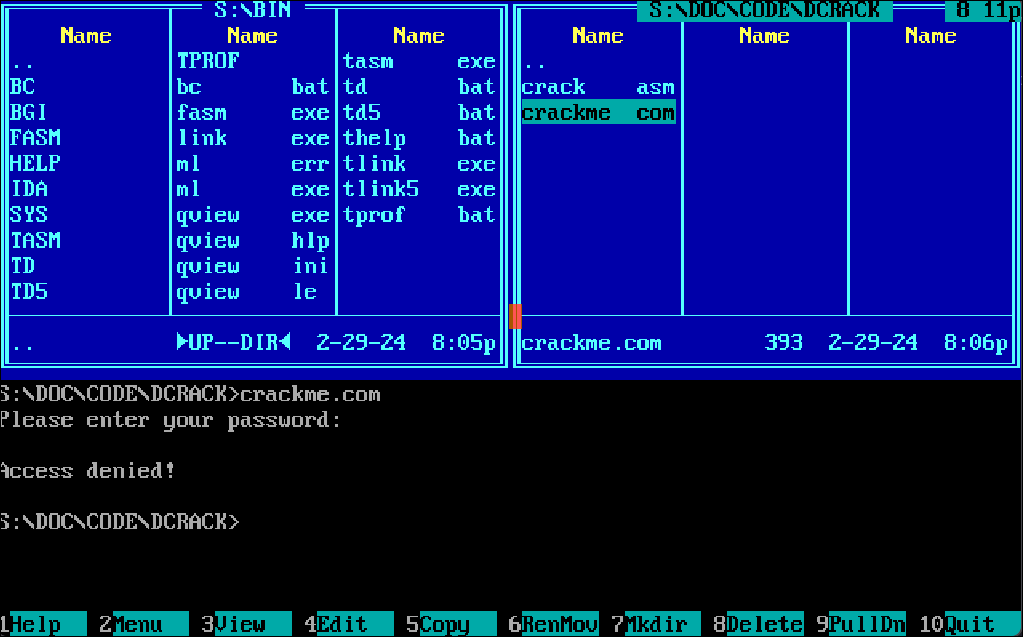 S:\BIN S:\DOC\CODE\DCRACK 8 11p
Name Name Name Name Name Name
.. TPROF tasm exe ..
BC bc bat td bat crack asm
BGI fasm exe td5 bat crackme com
FASM link exe thelp bat
HELP ml err tlink exe
IDA ml exe tlink5 exe
SYS qview exe tprof bat
TASM qview hlp
TD qview ini
TD5 qview le
.. ►UP--DIR◄ 2-29-24 8:05p crackme.com 393 2-29-24 8:06p
S:\DOC\CODE\DCRACK>crackme.com
Please enter your password:
Access denied!
S:\DOC\CODE\DCRACK>
1Help 2Menu 3View 4Edit 5Copy 6RenMov 7Mkdir 8Delete 9PullDn 10Quit